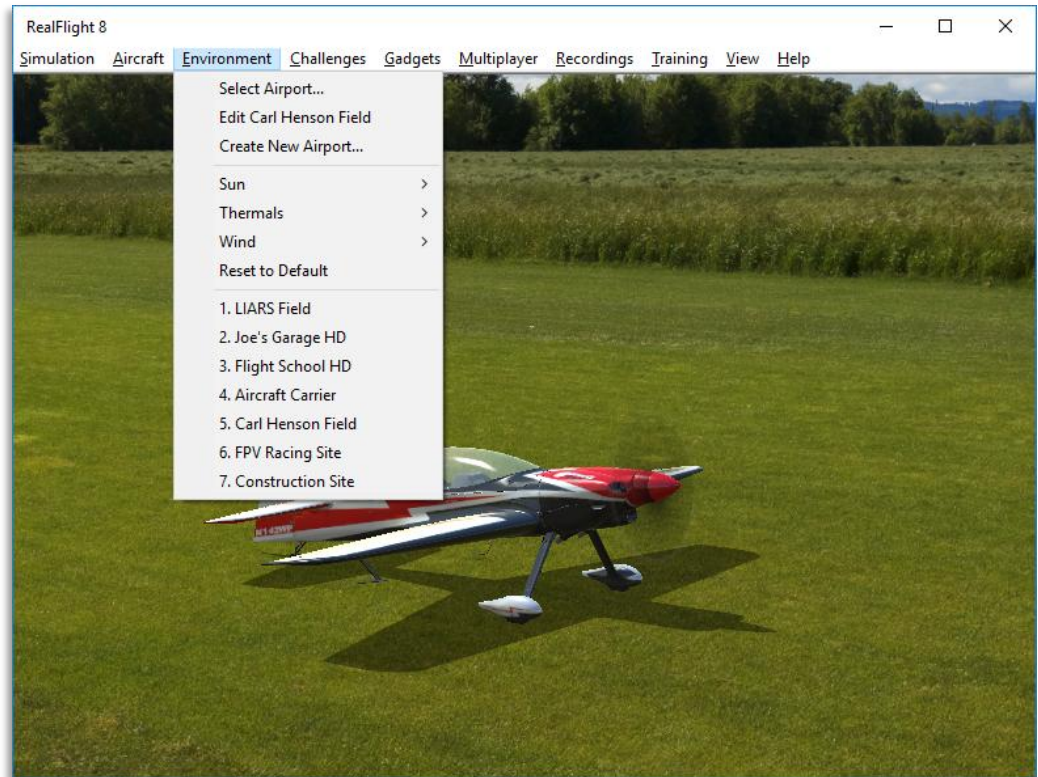 RealFlight 8
Simulation Aircraft Environment Challenges Gadgets Multiplayer Recordings Training View Help
Select Airport...
Edit Carl Henson Field
Create New Airport...
Sun
Thermals
Wind
Reset to Default
1. LIARS Field
2. Joe's Garage HD
3. Flight School HD
4. Aircraft Carrier
5. Carl Henson Field
6. FPV Racing Site
7. Construction Site